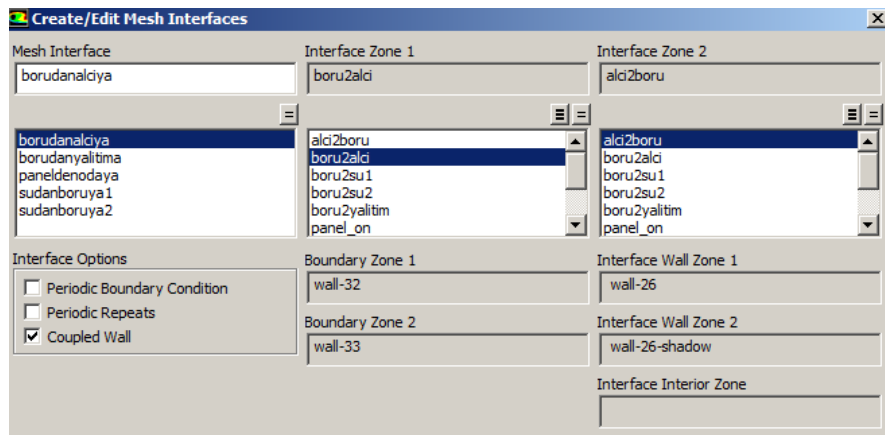 Create/Edit Mesh Interfaces
Mesh Interface
Interface Zone 1
Interface Zone 2
borudanalciya
boru2alci
alci2boru
borudanalciya
borudanyalitima
paneldenodaya
sudanboruya1
sudanboruya2
alci2boru
boru2alci
boru2su1
boru2su2
boru2yalitim
panel_on
alci2boru
boru2alci
boru2su1
boru2su2
boru2yalitim
panel_on
Interface Options
Periodic Boundary Condition
Periodic Repeats
Coupled Wall
Boundary Zone 1
wall-32
Boundary Zone 2
wall-33
Interface Wall Zone 1
wall-26
Interface Wall Zone 2
wall-26-shadow
Interface Interior Zone